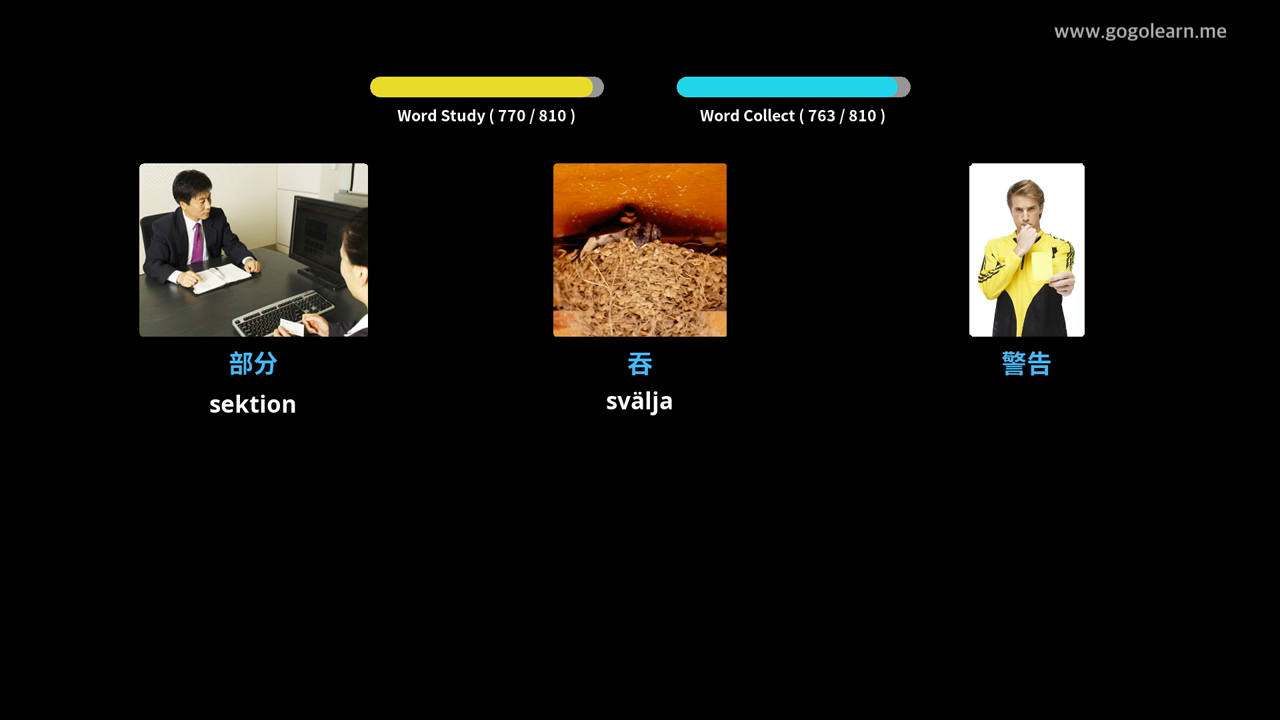 www.gogolearn.me
Word Study ( 770 / 810 )
Word Collect ( 763 / 810 )
部分
吞
警告
sektion
svälja